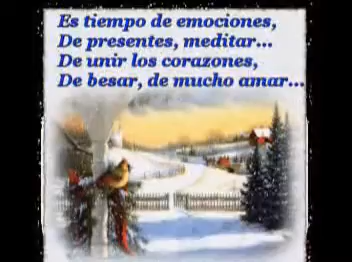 Es tiempo de emociones,
De presentes, meditar...
De unir los corazones,
De besar, de mucho amar...